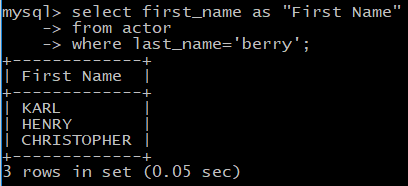 mysql> select first_name as "First Name"
    -> from actor
    -> where last_name='berry';
+-------------+
| First Name  |
+-------------+
| KARL        |
| HENRY       |
| CHRISTOPHER |
+-------------+
3 rows in set (0.05 sec)